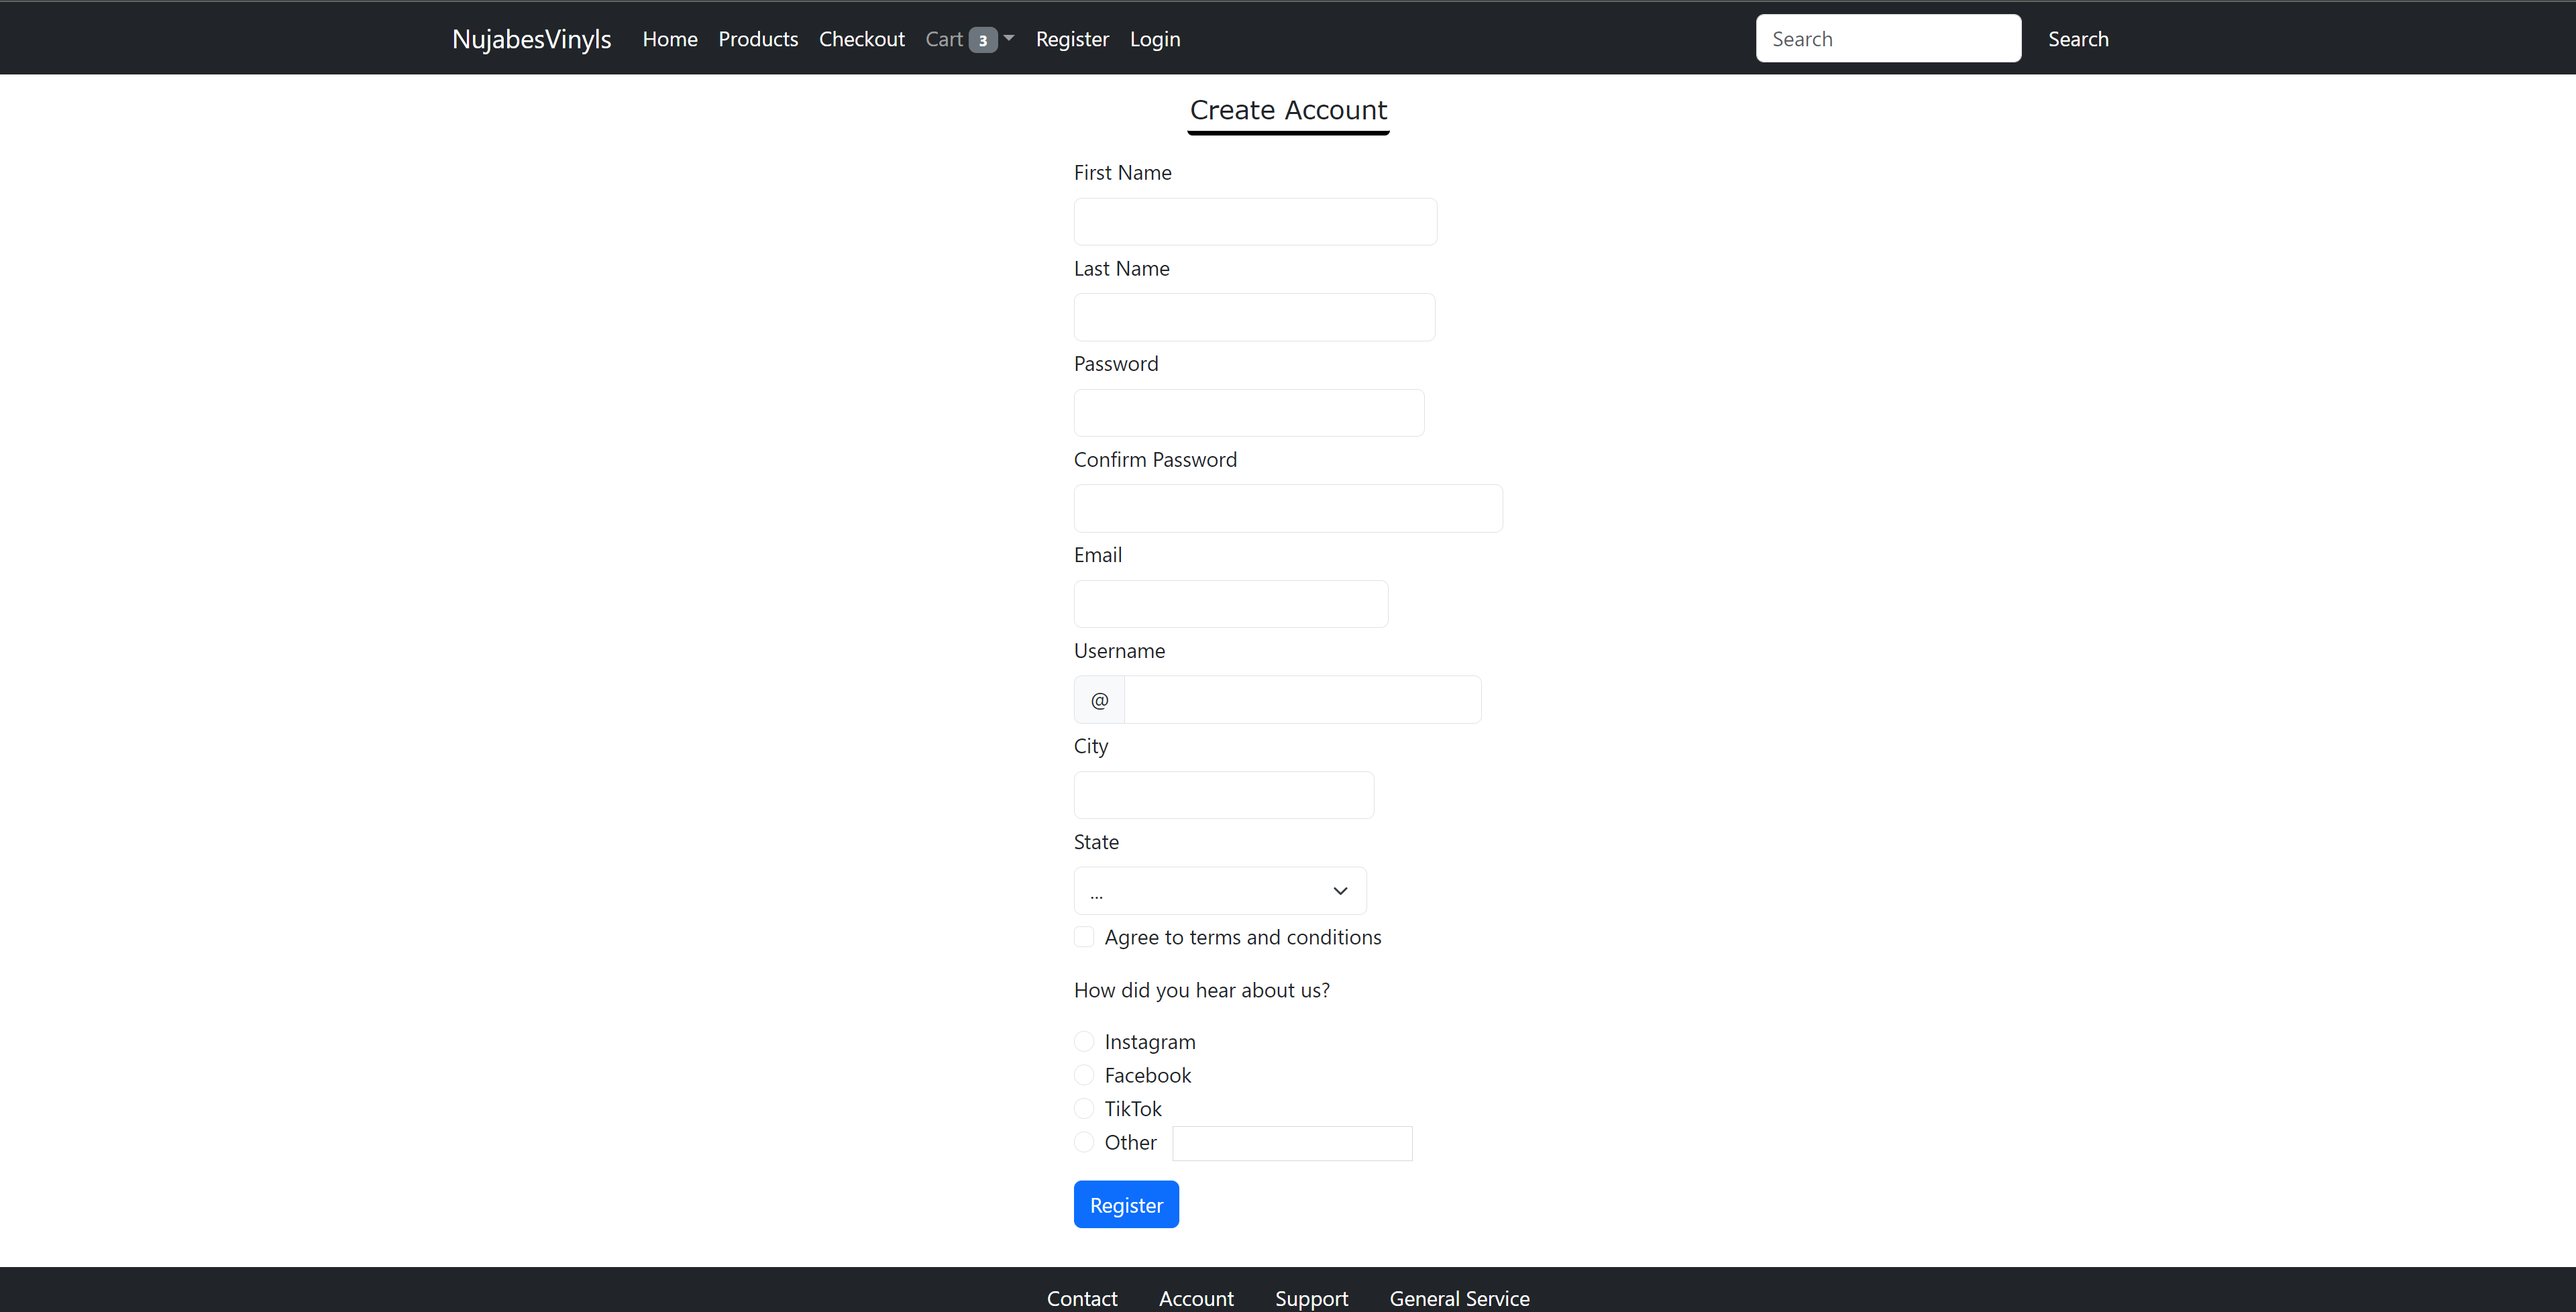 NujabesVinyls Home Products Checkout Cart 3 Register Login Search Search
Create Account
First Name
Last Name
Password
Confirm Password
Email
Username
@
City
State
...
Agree to terms and conditions
How did you hear about us?
Instagram
Facebook
TikTok
Other
Register
Contact Account Support General Service